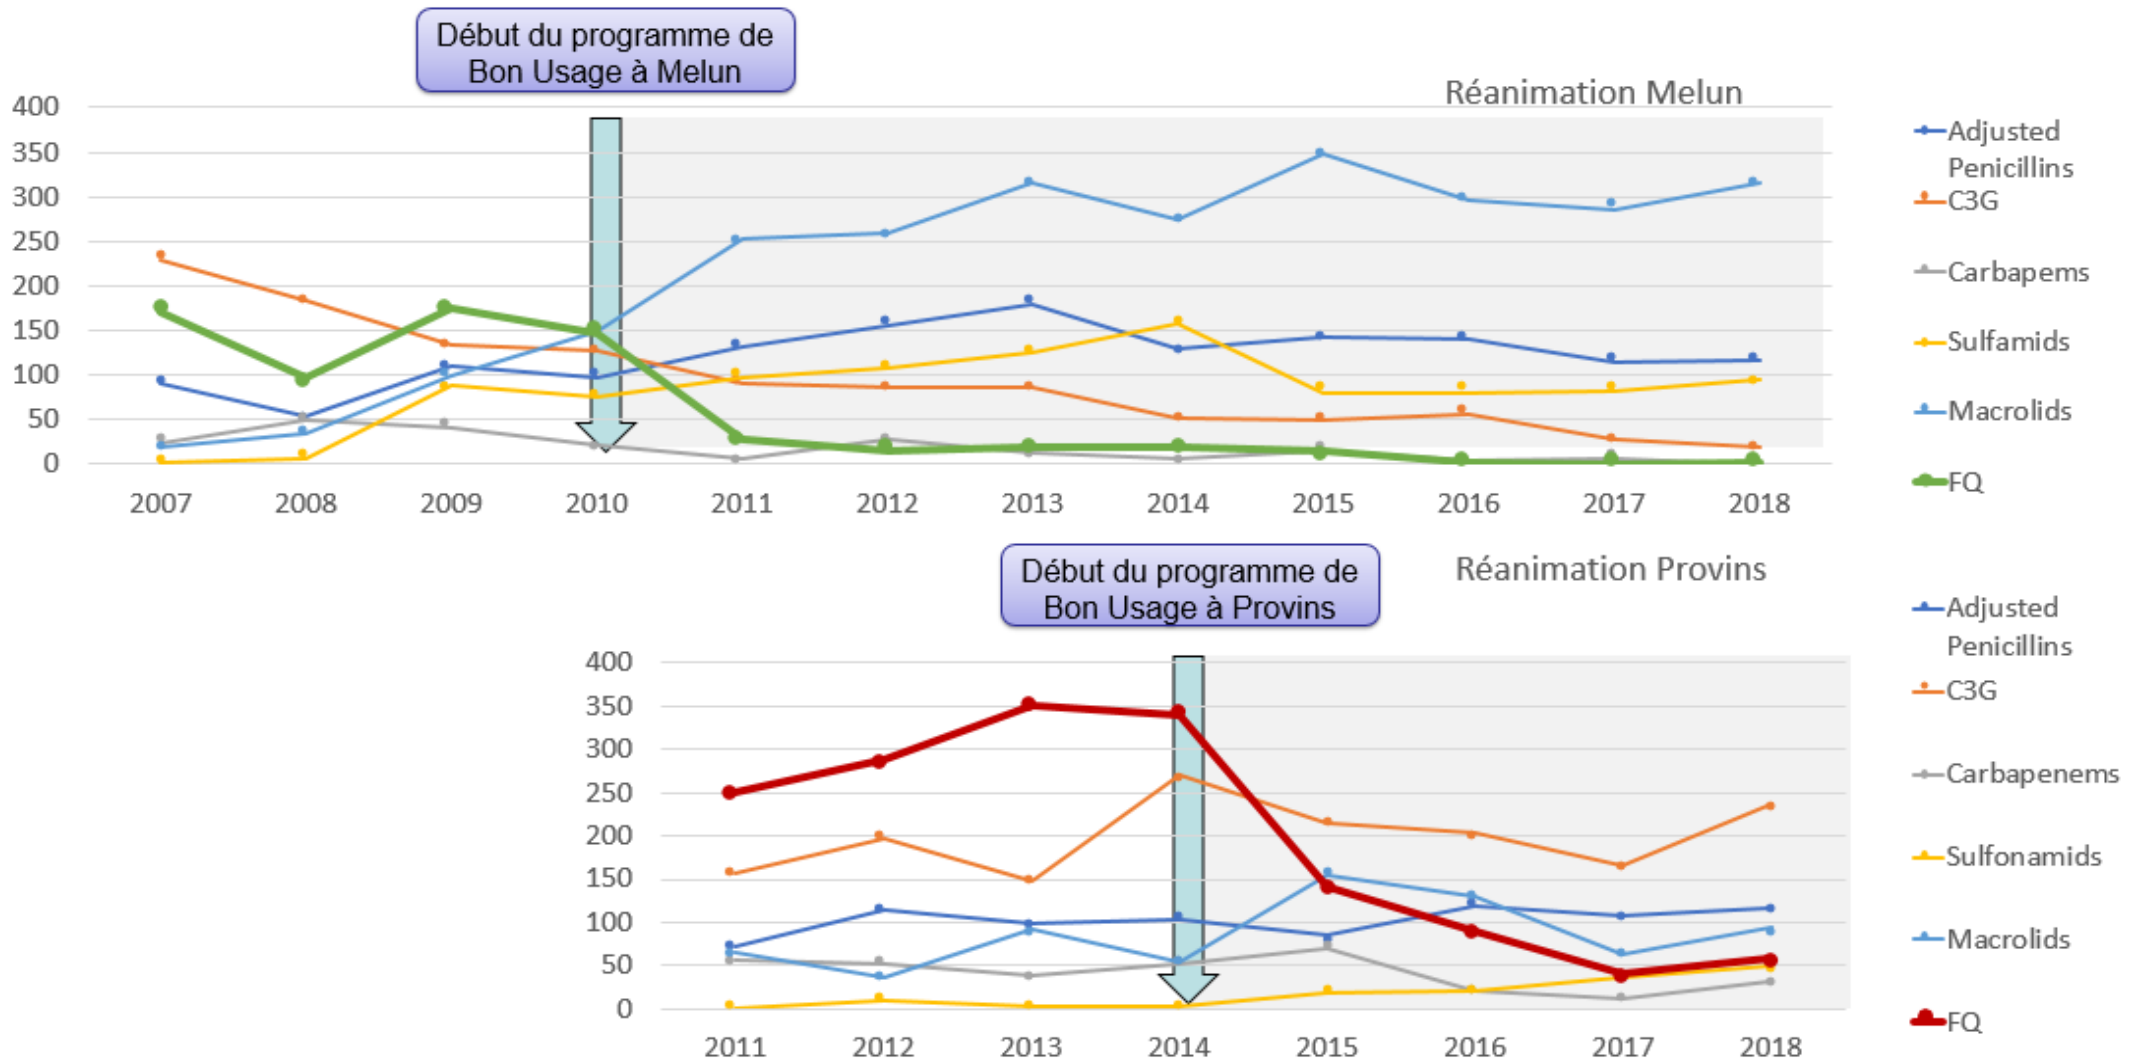 Début du programme de
Bon Usage à Melun
Réanimation Melun
400
350
300
250
200
150
100
50
0
2007 2008 2009 2010 2011 2012 2013 2014 2015 2016 2017 2018
Adjusted
Penicillins
C3G
Carbapems
Sulfamids
Macrolids
FQ
Début du programme de
Bon Usage à Provins
Réanimation Provins
400
350
300
250
200
150
100
50
0
2011 2012 2013 2014 2015 2016 2017 2018
Adjusted
Penicillins
C3G
Carbapenems
Sulfonamids
Macrolids
FQ